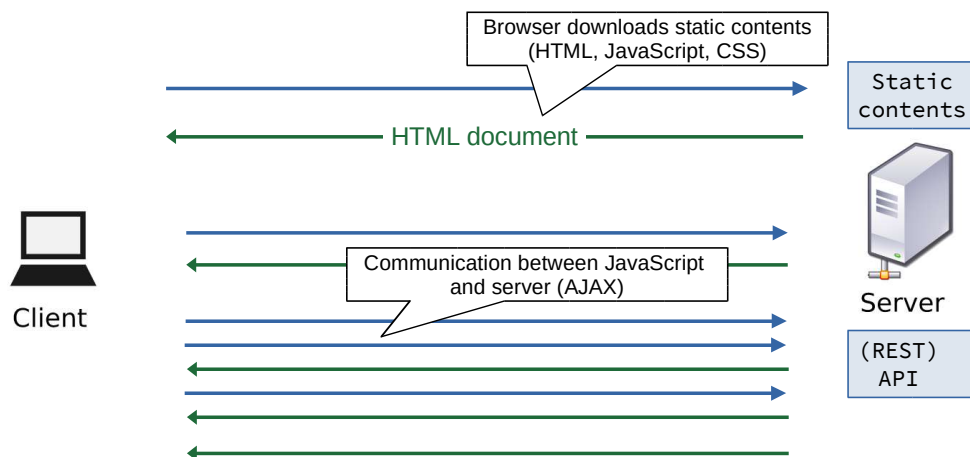 Browser downloads static contents
(HTML, JavaScript, CSS)
Static
contents
HTML document
Communication between JavaScript
and server (AJAX)
Client
Server
(REST)
API